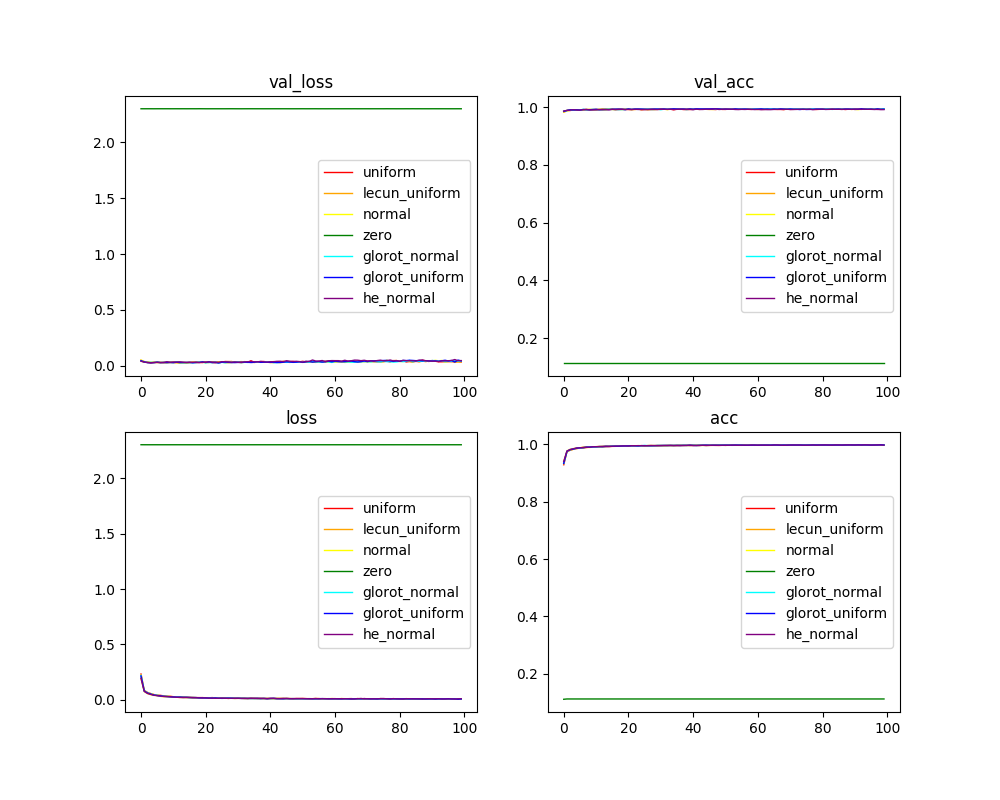 val_loss
2.0
1.5
1.0
0.5
0.0
uniform
lecun_uniform
normal
zero
glorot_normal
glorot_uniform
he_normal
0 20 40 60 80 100
val_acc
1.0
0.8
0.6
0.4
0.2
uniform
lecun_uniform
normal
zero
glorot_normal
glorot_uniform
he_normal
0 20 40 60 80 100
loss
2.0
1.5
1.0
0.5
0.0
uniform
lecun_uniform
normal
zero
glorot_normal
glorot_uniform
he_normal
0 20 40 60 80 100
acc
1.0
0.8
0.6
0.4
0.2
uniform
lecun_uniform
normal
zero
glorot_normal
glorot_uniform
he_normal
0 20 40 60 80 100